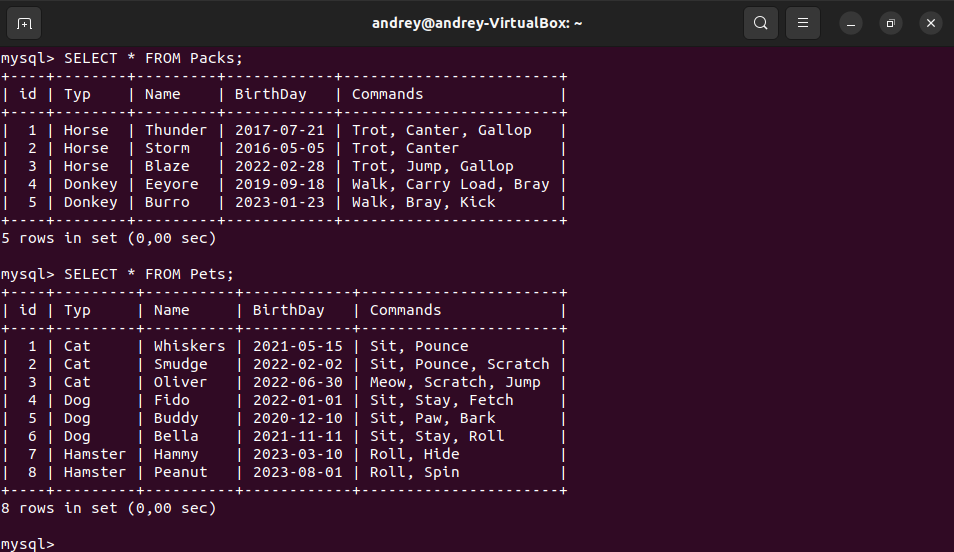 andrey@andrey-VirtualBox: ~
mysql> SELECT * FROM Packs;
+----+--------+---------+------------+------------------------+
| id | Typ    | Name    | BirthDay   | Commands               |
+----+--------+---------+------------+------------------------+
|  1 | Horse  | Thunder | 2017-07-21 | Trot, Canter, Gallop   |
|  2 | Horse  | Storm   | 2016-05-05 | Trot, Canter           |
|  3 | Horse  | Blaze   | 2022-02-28 | Trot, Jump, Gallop     |
|  4 | Donkey | Eeyore  | 2019-09-18 | Walk, Carry Load, Bray |
|  5 | Donkey | Burro   | 2023-01-23 | Walk, Bray, Kick       |
+----+--------+---------+------------+------------------------+
5 rows in set (0,00 sec)
mysql> SELECT * FROM Pets;
+----+---------+----------+------------+----------------------+
| id | Typ     | Name     | BirthDay   | Commands             |
+----+---------+----------+------------+----------------------+
|  1 | Cat     | Whiskers | 2021-05-15 | Sit, Pounce          |
|  2 | Cat     | Smudge   | 2022-02-02 | Sit, Pounce, Scratch |
|  3 | Cat     | Oliver   | 2022-06-30 | Meow, Scratch, Jump  |
|  4 | Dog     | Fido     | 2022-01-01 | Sit, Stay, Fetch     |
|  5 | Dog     | Buddy    | 2020-12-10 | Sit, Paw, Bark       |
|  6 | Dog     | Bella    | 2021-11-11 | Sit, Stay, Roll      |
|  7 | Hamster | Hammy    | 2023-03-10 | Roll, Hide           |
|  8 | Hamster | Peanut   | 2023-08-01 | Roll, Spin           |
+----+---------+----------+------------+----------------------+
8 rows in set (0,00 sec)
mysql>